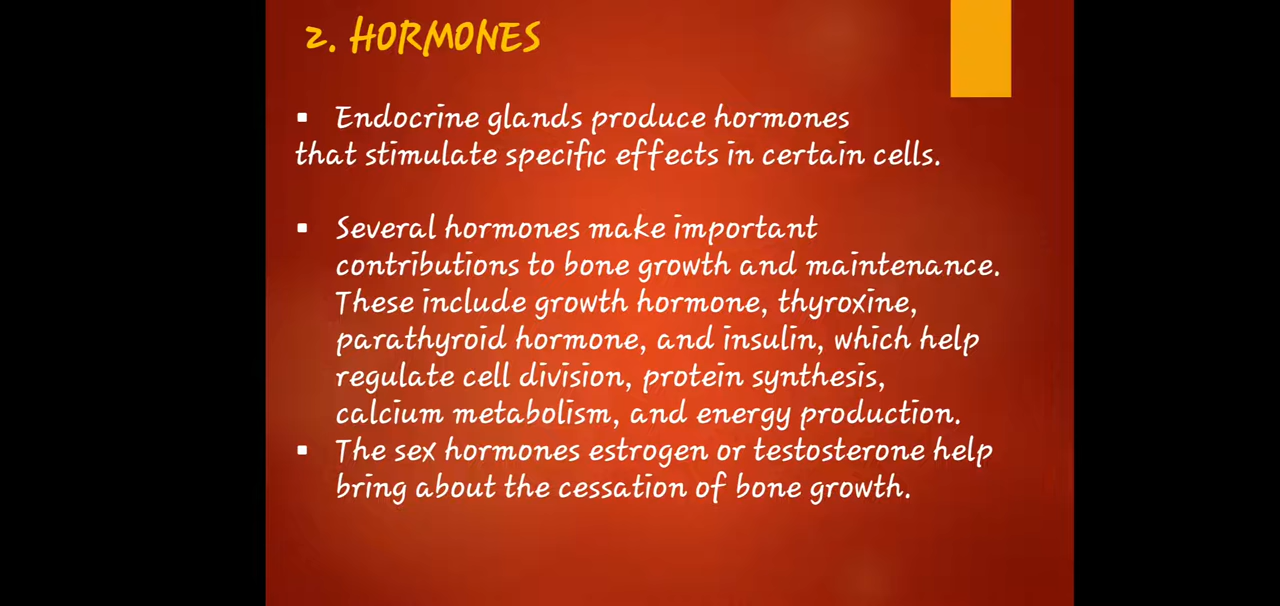 2. HORMONES
▪ Endocrine glands produce hormones
that stimulate specific effects in certain cells.
▪ Several hormones make important
contributions to bone growth and maintenance.
These include growth hormone, thyroxine,
parathyroid hormone, and insulin, which help
regulate cell division, protein synthesis,
calcium metabolism, and energy production.
▪ The sex hormones estrogen or testosterone help
bring about the cessation of bone growth.